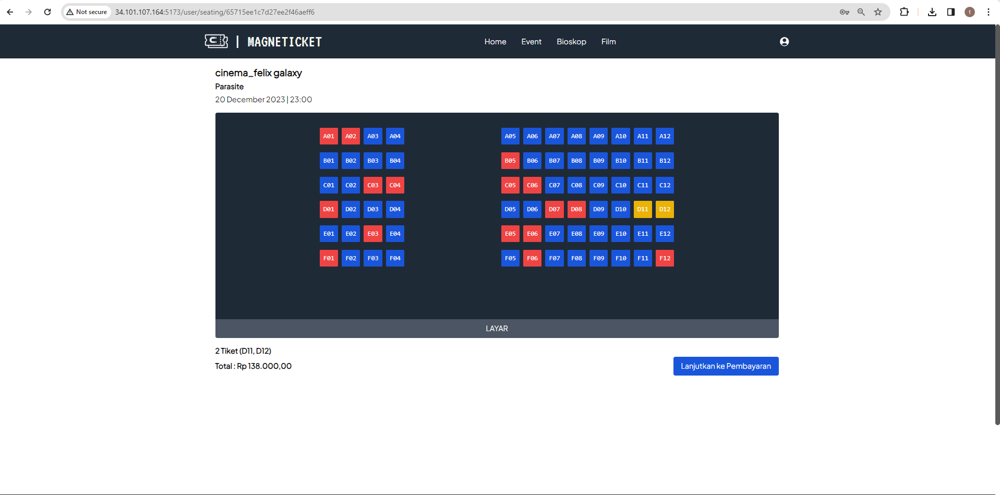 Not secure 34.101.107.164:5173/user/seating/65715ee1c7d27ee2f46aeff6 t
C | MAGNETICKET Home Event Bioskop Film
cinema_felix galaxy
Parasite
20 December 2023 | 23:00
A01 A02 A03 A04 A05 A06 A07 A08 A09 A10 A11 A12
B01 B02 B03 B04 B05 B06 B07 B08 B09 B10 B11 B12
C01 C02 C03 C04 C05 C06 C07 C08 C09 C10 C11 C12
D01 D02 D03 D04 D05 D06 D07 D08 D09 D10 D11 D12
E01 E02 E03 E04 E05 E06 E07 E08 E09 E10 E11 E12
F01 F02 F03 F04 F05 F06 F07 F08 F09 F10 F11 F12
LAYAR
2 Tiket (D11, D12)
Total : Rp 138.000,00
Lanjutkan ke Pembayaran